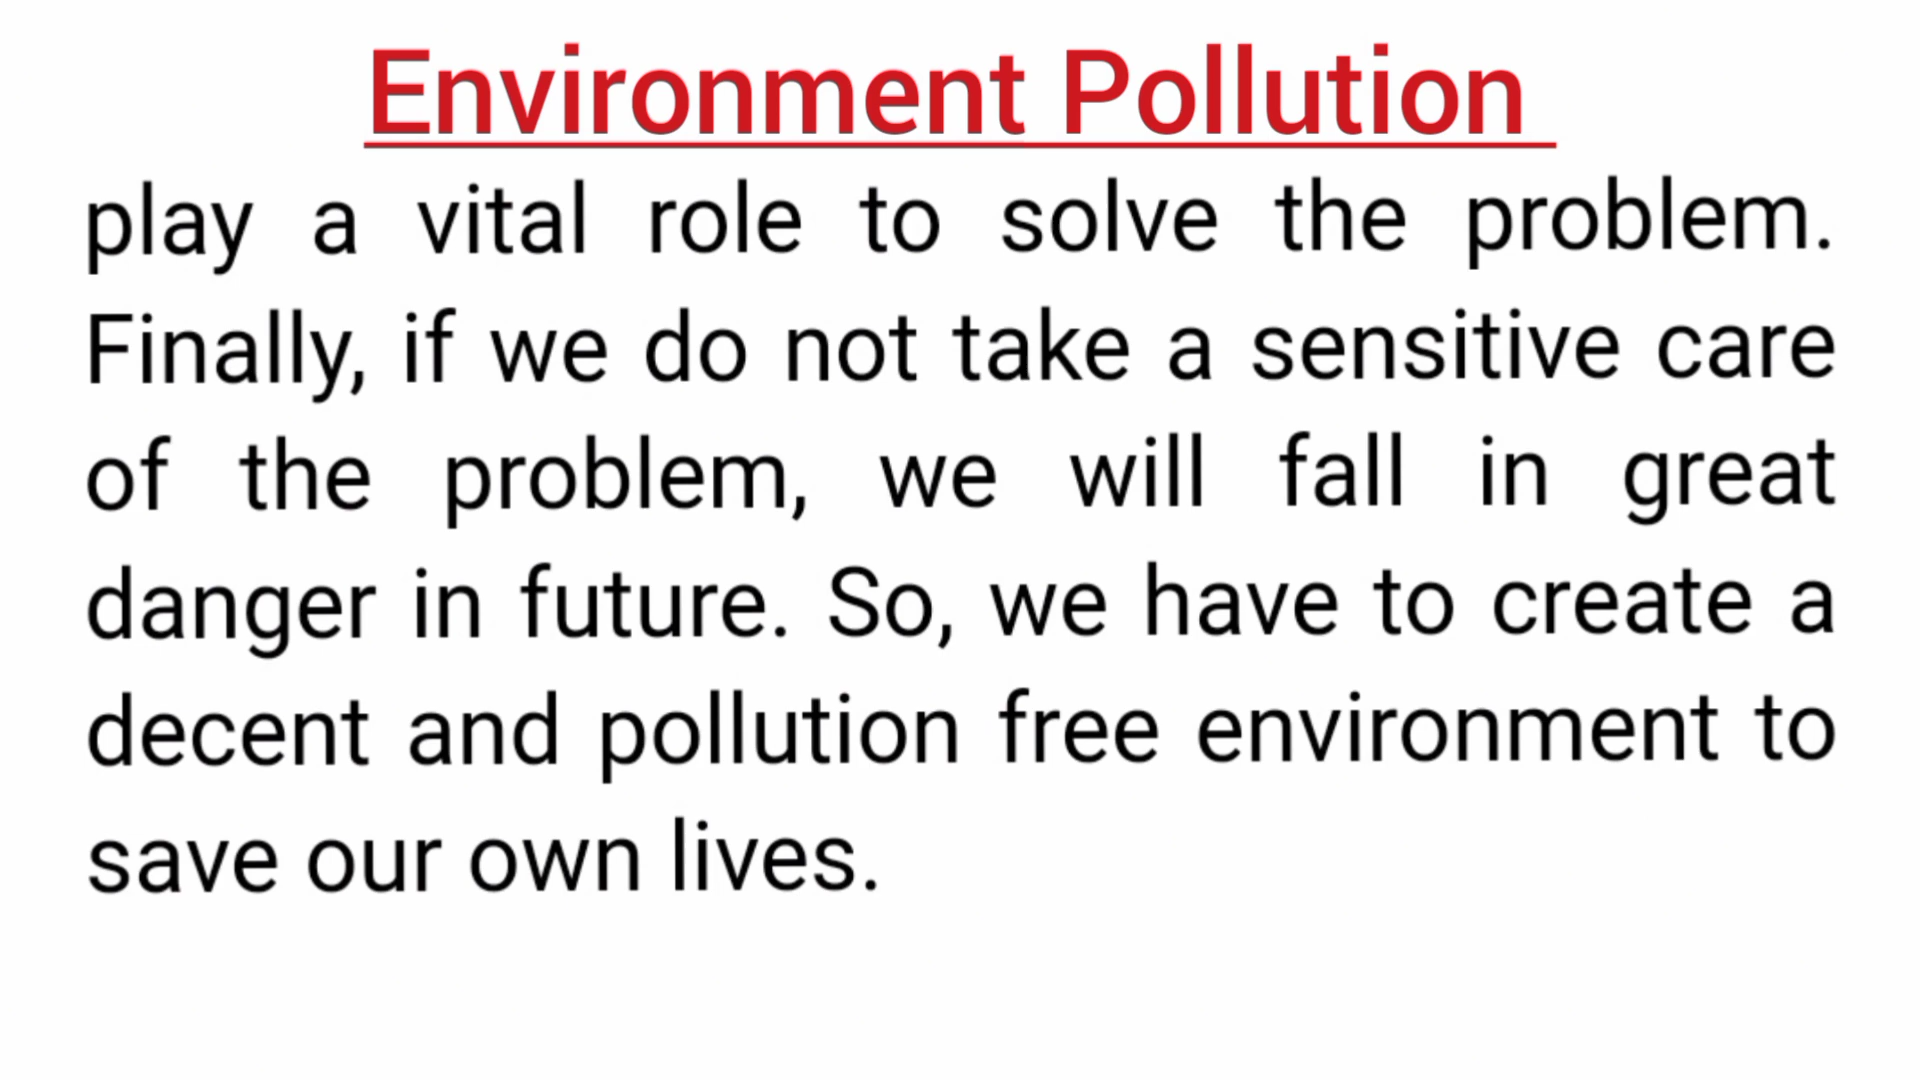 Environment Pollution
play a vital role to solve the problem.
Finally, if we do not take a sensitive care
of the problem, we will fall in great
danger in future. So, we have to create a
decent and pollution free environment to
save our own lives.